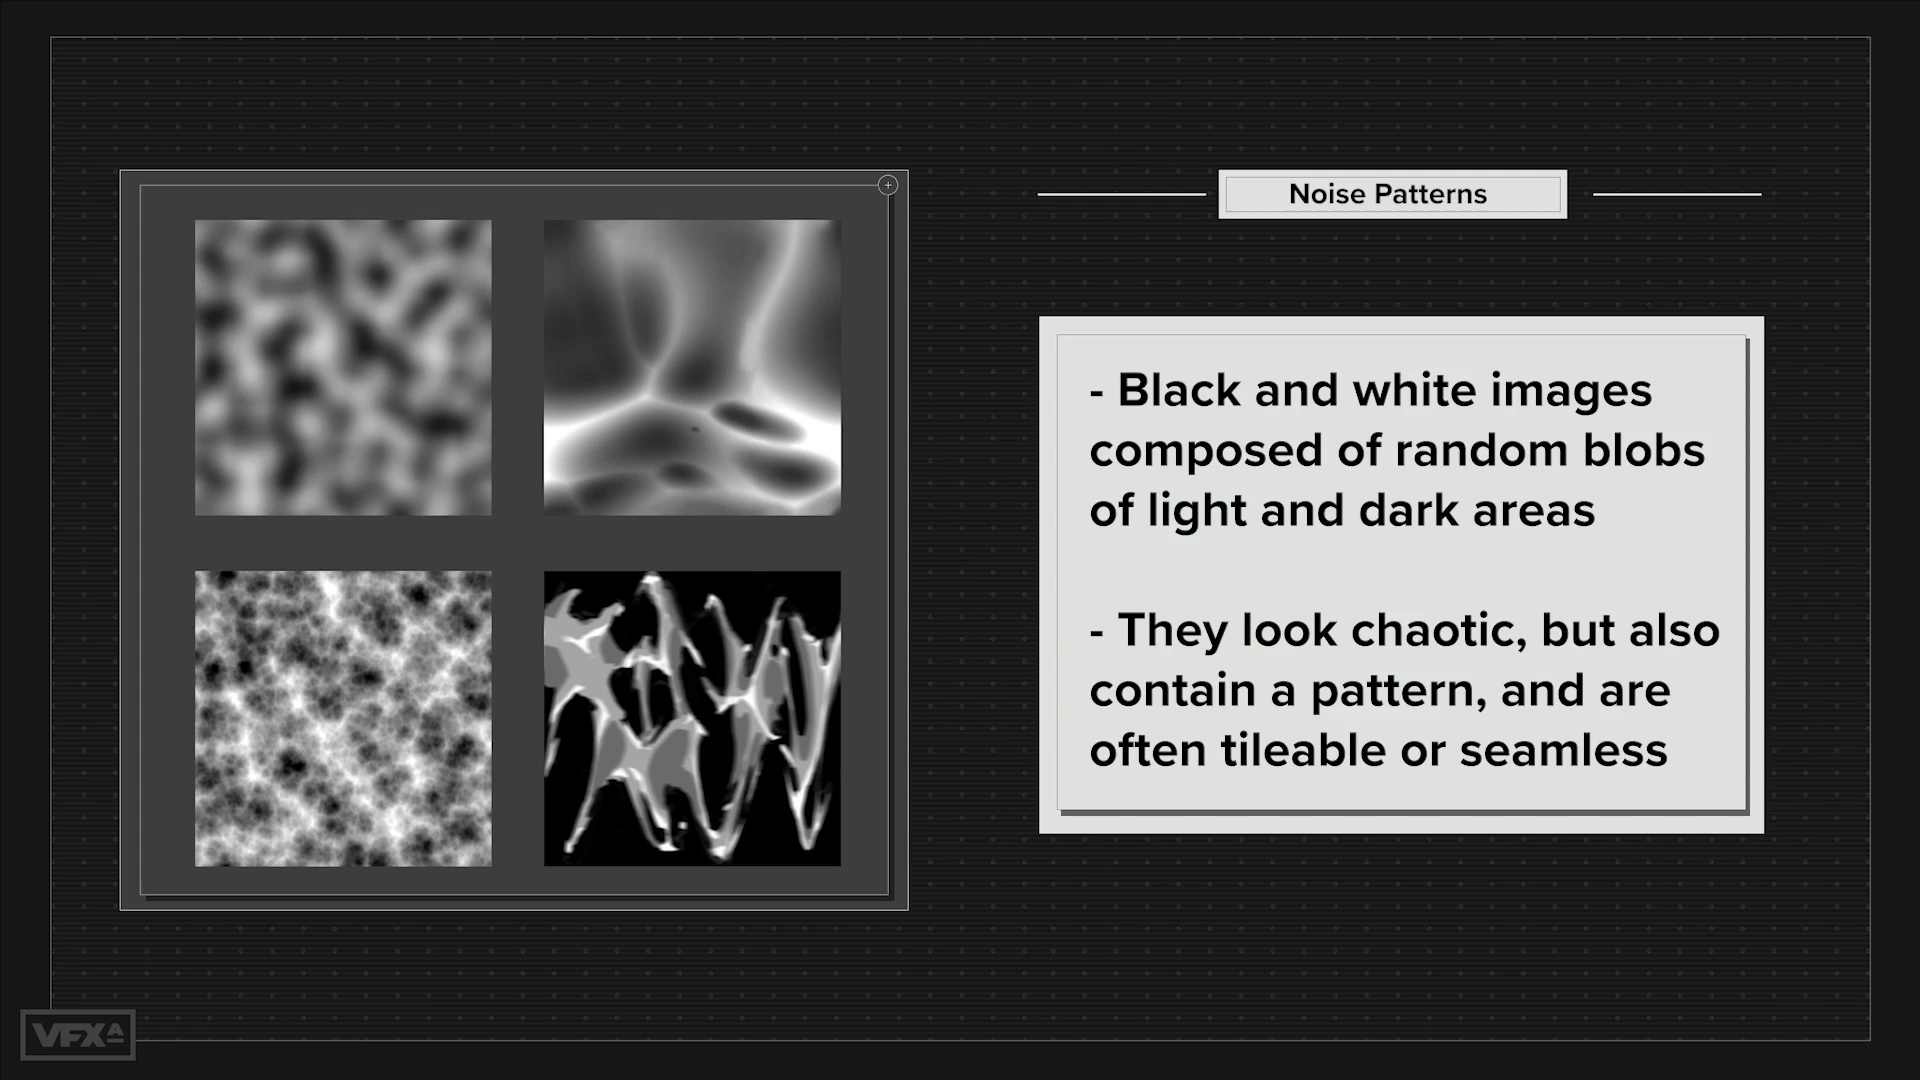 Noise Patterns
- Black and white images
composed of random blobs
of light and dark areas
- They look chaotic, but also
contain a pattern, and are
often tileable or seamless
VFXA